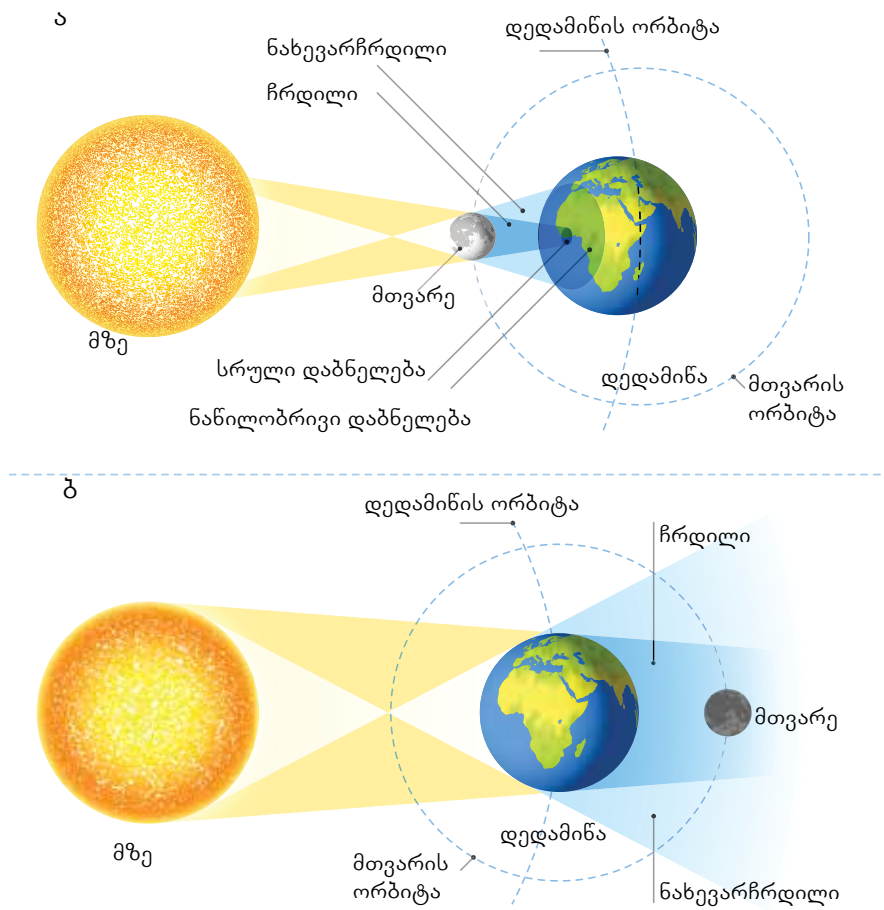 ა
დედამიწის ორბიტა
ნახევარჩრდილი
ჩრდილი
მთვარე
მზე
სრული დაბნელება
ნაწილობრივი დაბნელება
დედამიწა
მთვარის
ორბიტა
ბ
დედამიწის ორბიტა
ჩრდილი
მთვარე
დედამიწა
მზე
მთვარის
ორბიტა
ნახევარჩრდილი